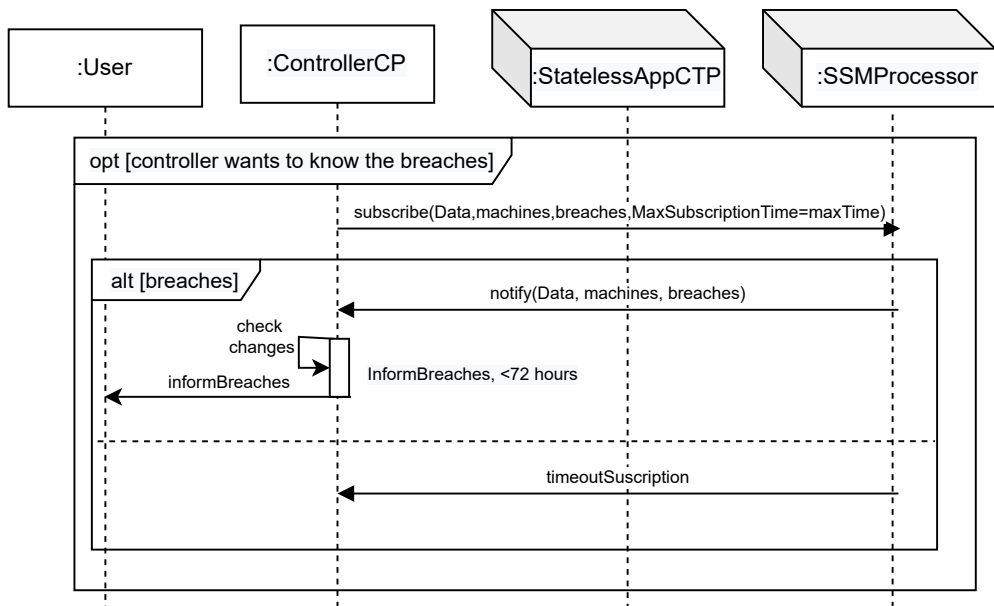 :User
:ControllerCP
:StatelessAppCTP
:SSMProcessor
opt [controller wants to know the breaches]
subscribe(Data,machines,breaches,MaxSubscriptionTime=maxTime)
alt [breaches]
notify(Data, machines, breaches)
check
changes
InformBreaches, <72 hours
informBreaches
timeoutSuscription